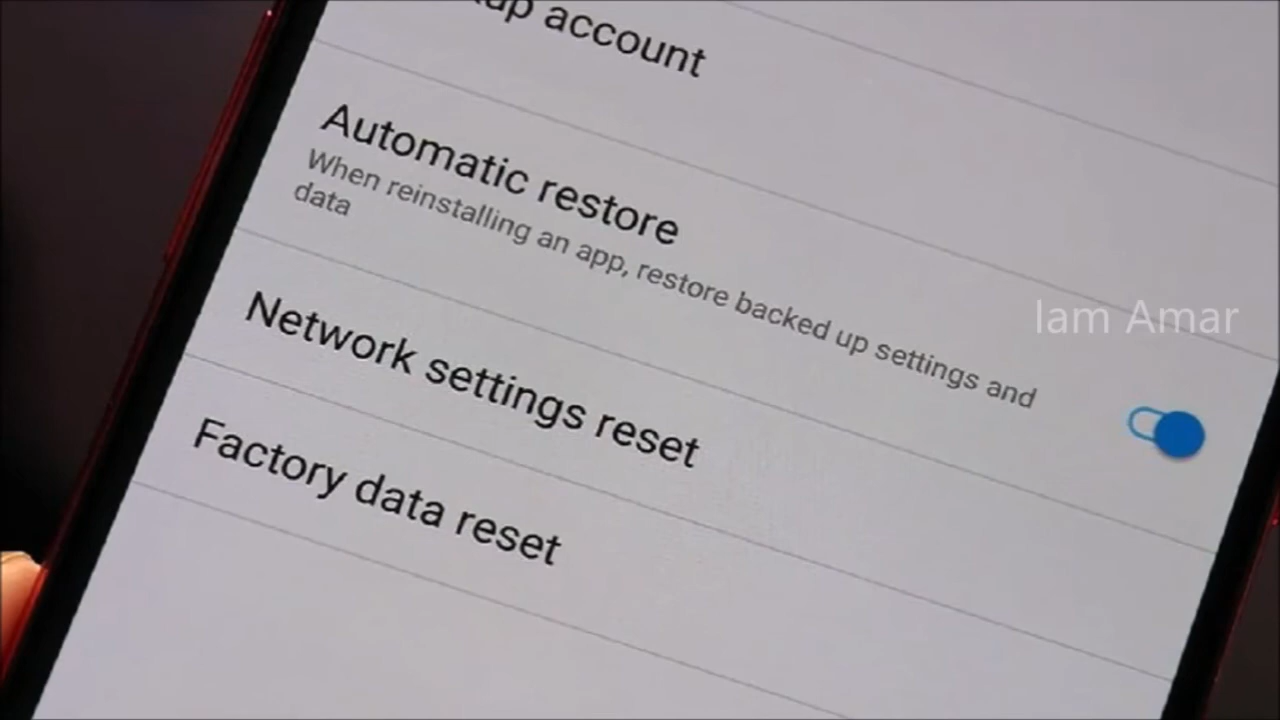 account
Automatic restore
When reinstalling an app, restore backed up settings and
data
Iam Amar
Network settings reset
Factory data reset